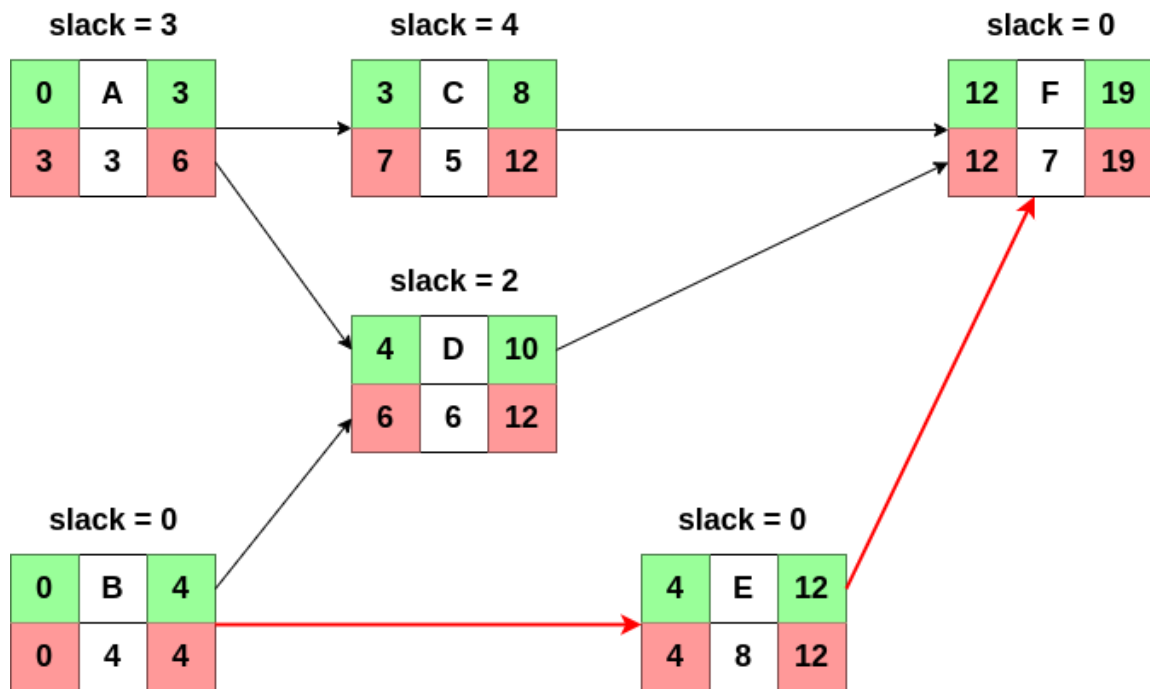 slack = 3 slack = 4 slack = 0
0 A 3 3 C 8 12 F 19
3 3 6 7 5 12 12 7 19
slack = 2
4 D 10
6 6 12
slack = 0 slack = 0
0 B 4 4 E 12
0 4 4 4 8 12